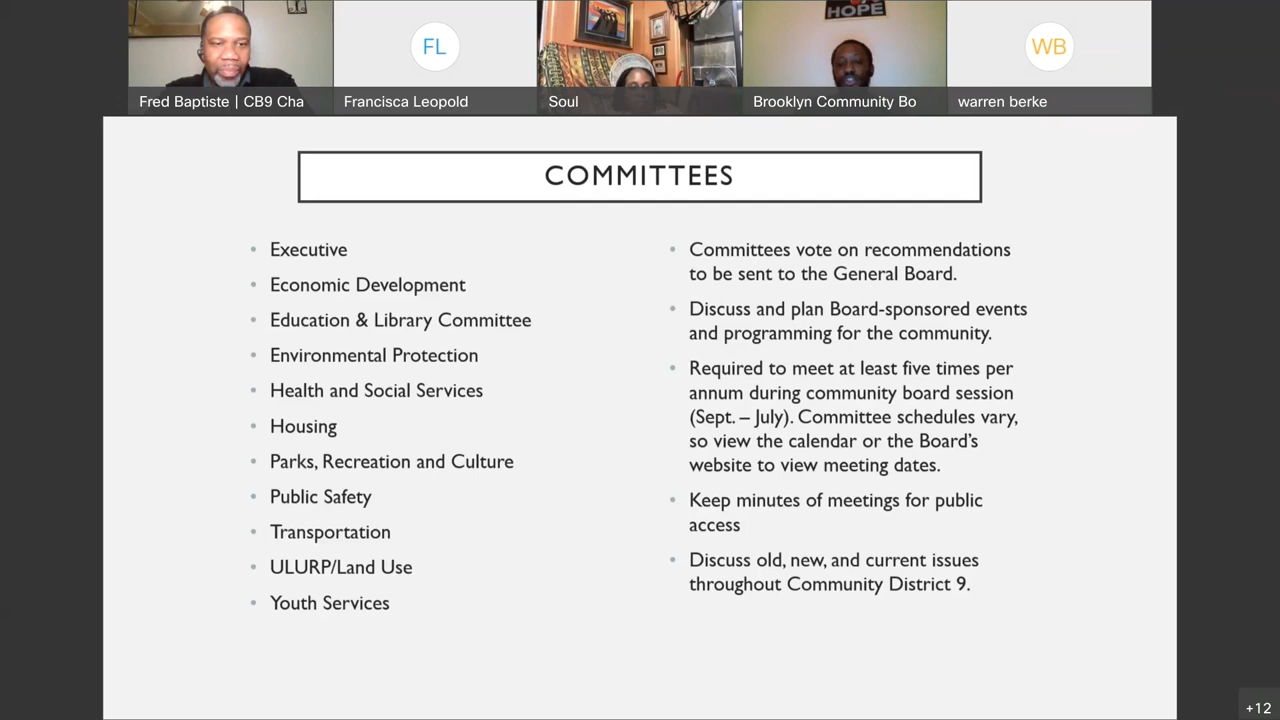 HOPE
FL
WB
Fred Baptiste | CB9 Cha
Francisca Leopold
Soul
Brooklyn Community Bo
warren berke
COMMITTEES
• Executive
• Economic Development
• Education & Library Committee
• Environmental Protection
• Health and Social Services
• Housing
• Parks, Recreation and Culture
• Public Safety
• Transportation
• ULURP/Land Use
• Youth Services
• Committees vote on recommendations
to be sent to the General Board.
• Discuss and plan Board-sponsored events
and programming for the community.
• Required to meet at least five times per
annum during community board session
(Sept. – July). Committee schedules vary,
so view the calendar or the Board's
website to view meeting dates.
• Keep minutes of meetings for public
access
• Discuss old, new, and current issues
throughout Community District 9.
+12